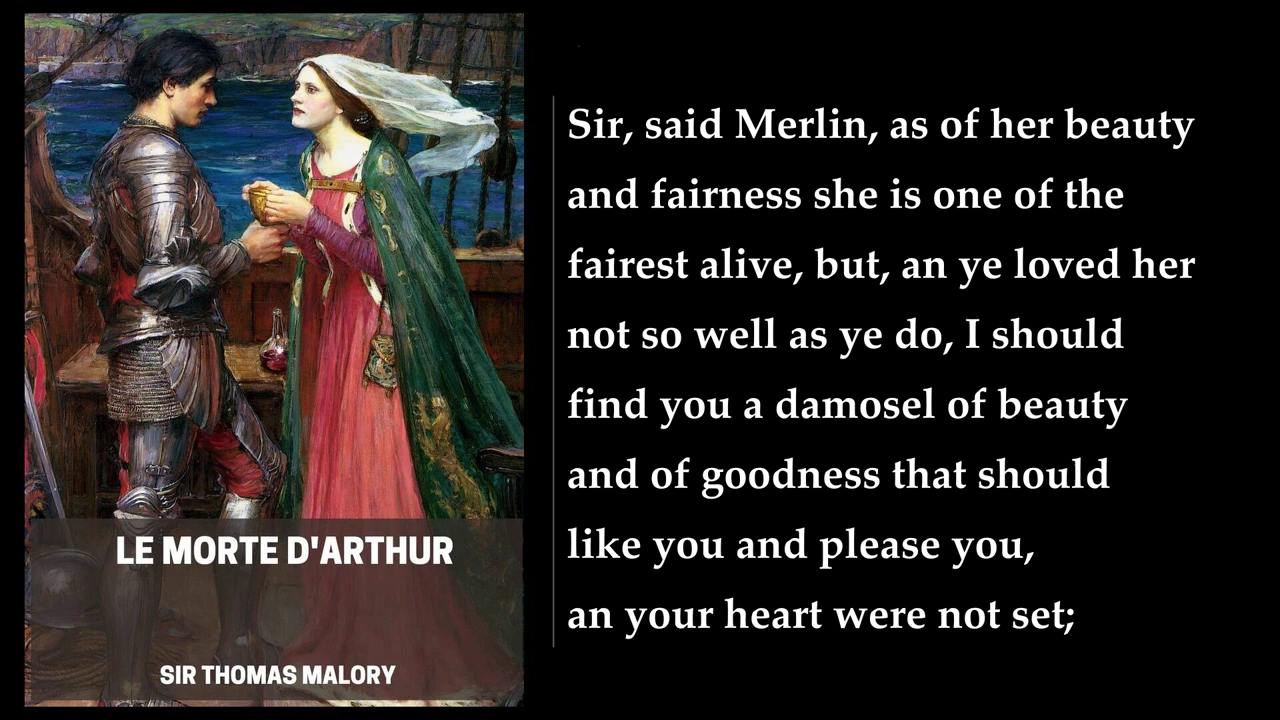 LE MORTE D'ARTHUR
SIR THOMAS MALORY
Sir, said Merlin, as of her beauty
and fairness she is one of the
fairest alive, but, an ye loved her
not so well as ye do, I should
find you a damosel of beauty
and of goodness that should
like you and please you,
an your heart were not set;